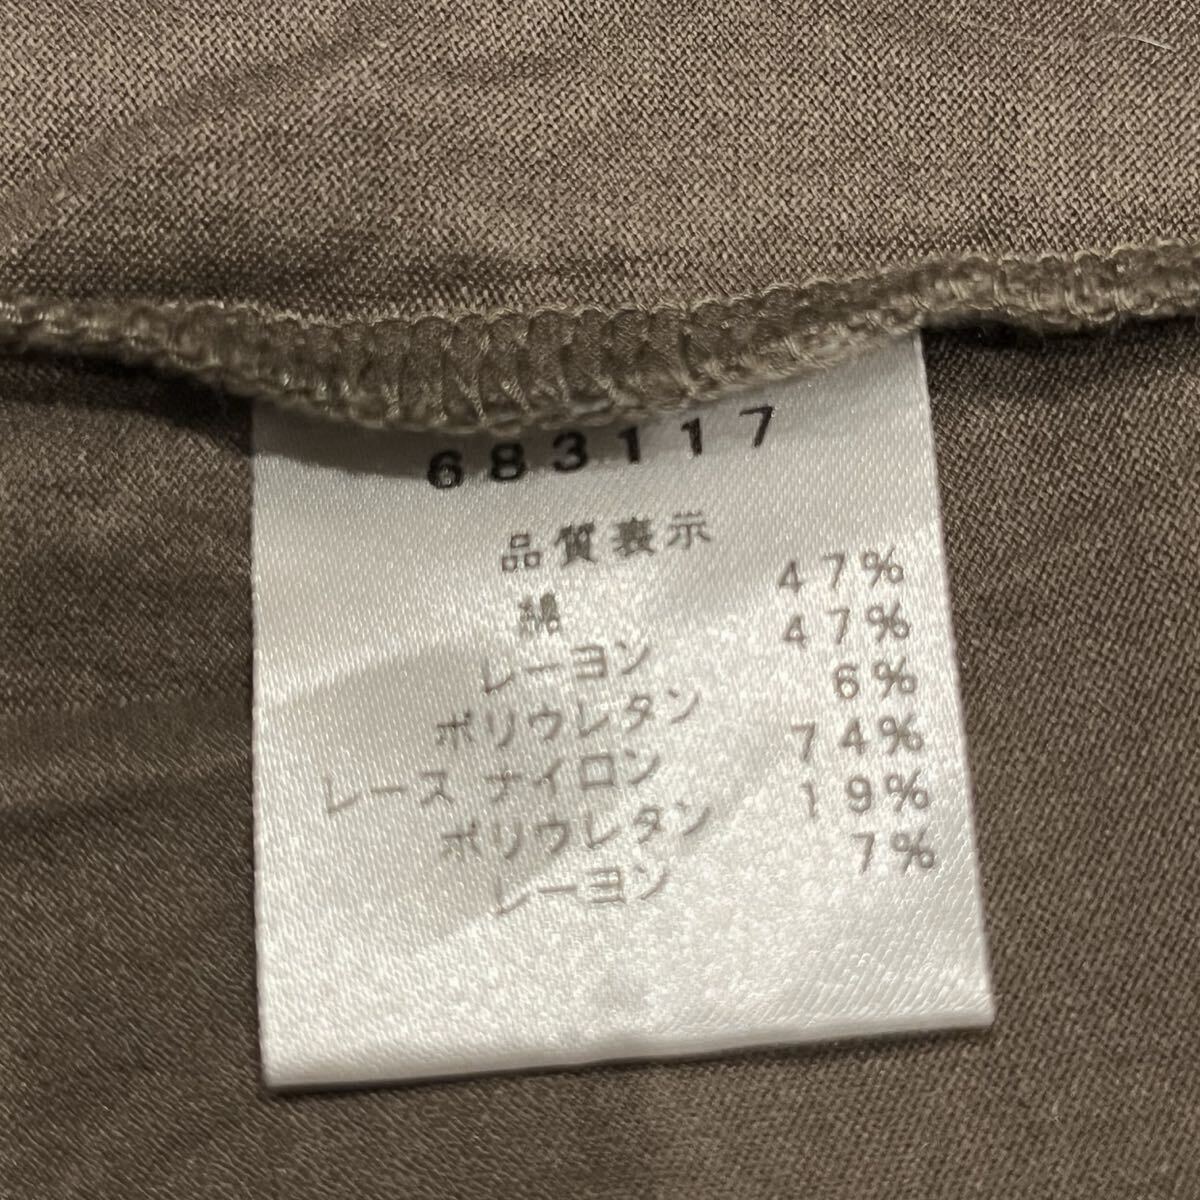 683117
品質表示
綿 47%
レーヨン 47%
ポリウレタン 6%
レース ナイロン 74%
ポリウレタン 19%
レーヨン 7%